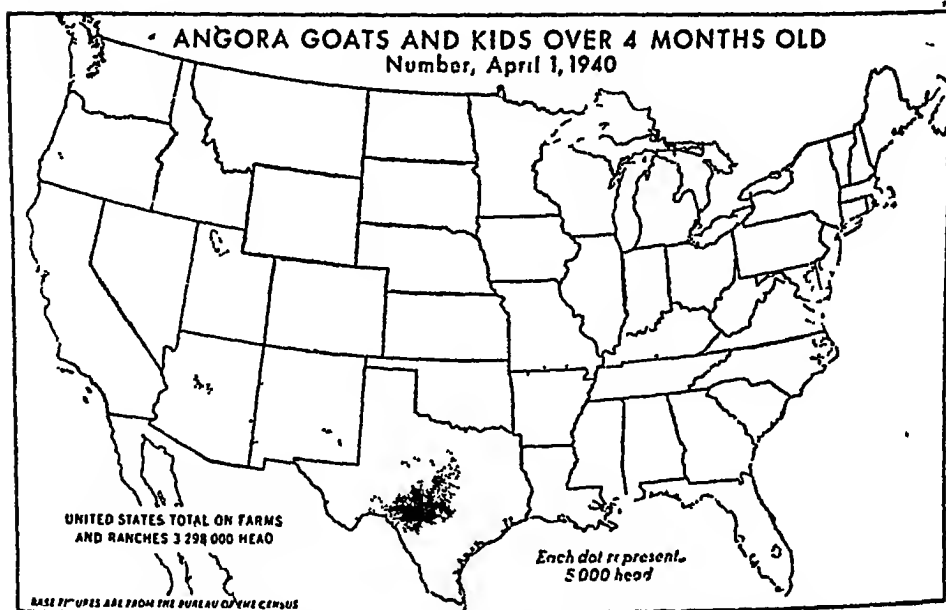 ANGORA GOATS AND KIDS OVER 4 MONTHS OLD
Number, April 1, 1940
UNITED STATES TOTAL ON FARMS
AND RANCHES 3 298 000 HEAD
Each dot represents
5 000 head
BASE FIGURES ARE FROM THE BUREAU OF THE CENSUS